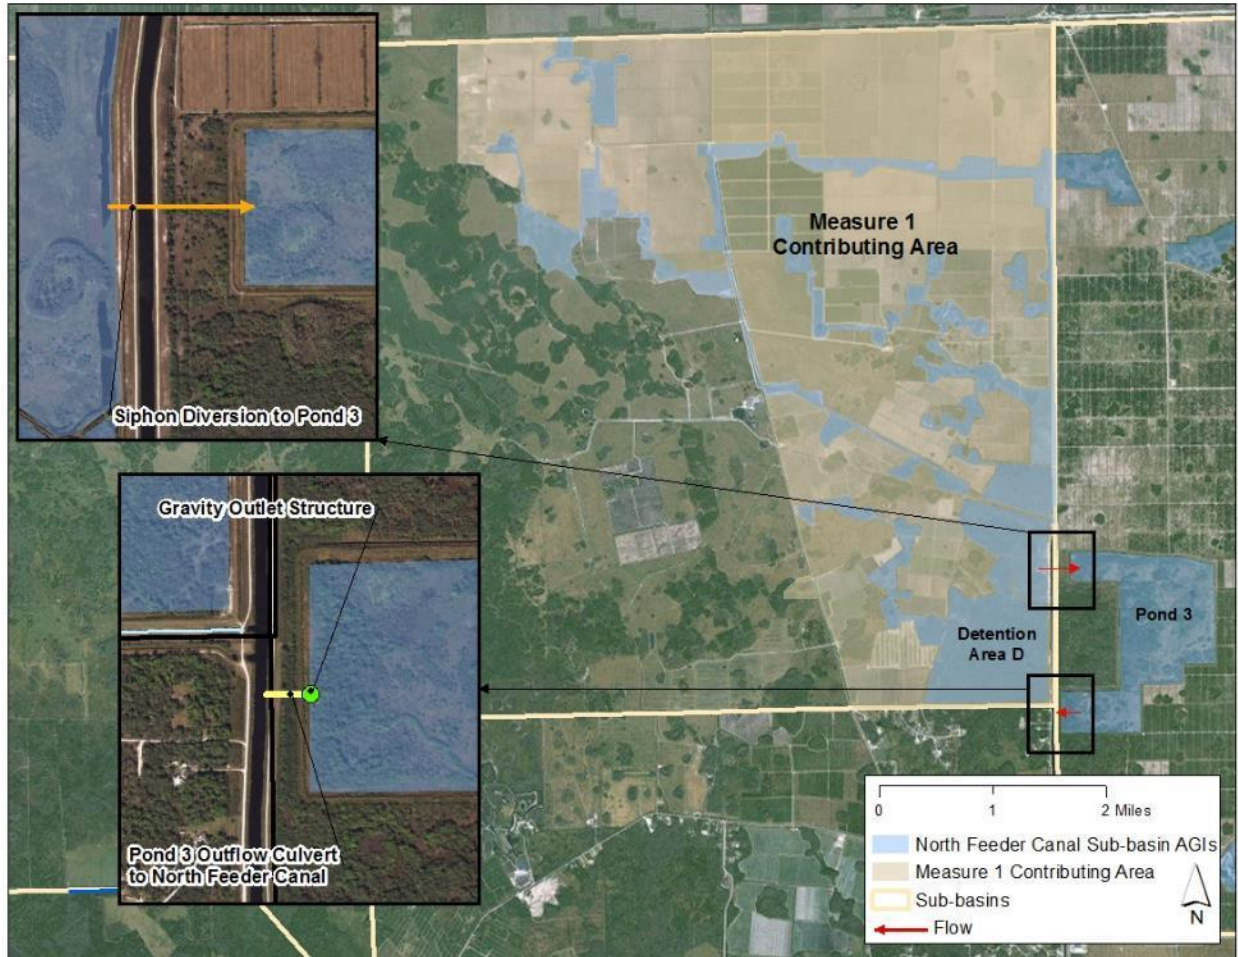 Siphon Diversion to Pond 3
Measure 1
Contributing Area
Gravity Outlet Structure
Pond 3 Outflow Culvert
to North Feeder Canal
Detention
Area D
Pond 3
0 1 2 Miles
North Feeder Canal Sub-basin AGIs
Measure 1 Contributing Area
Sub-basins
Flow
N